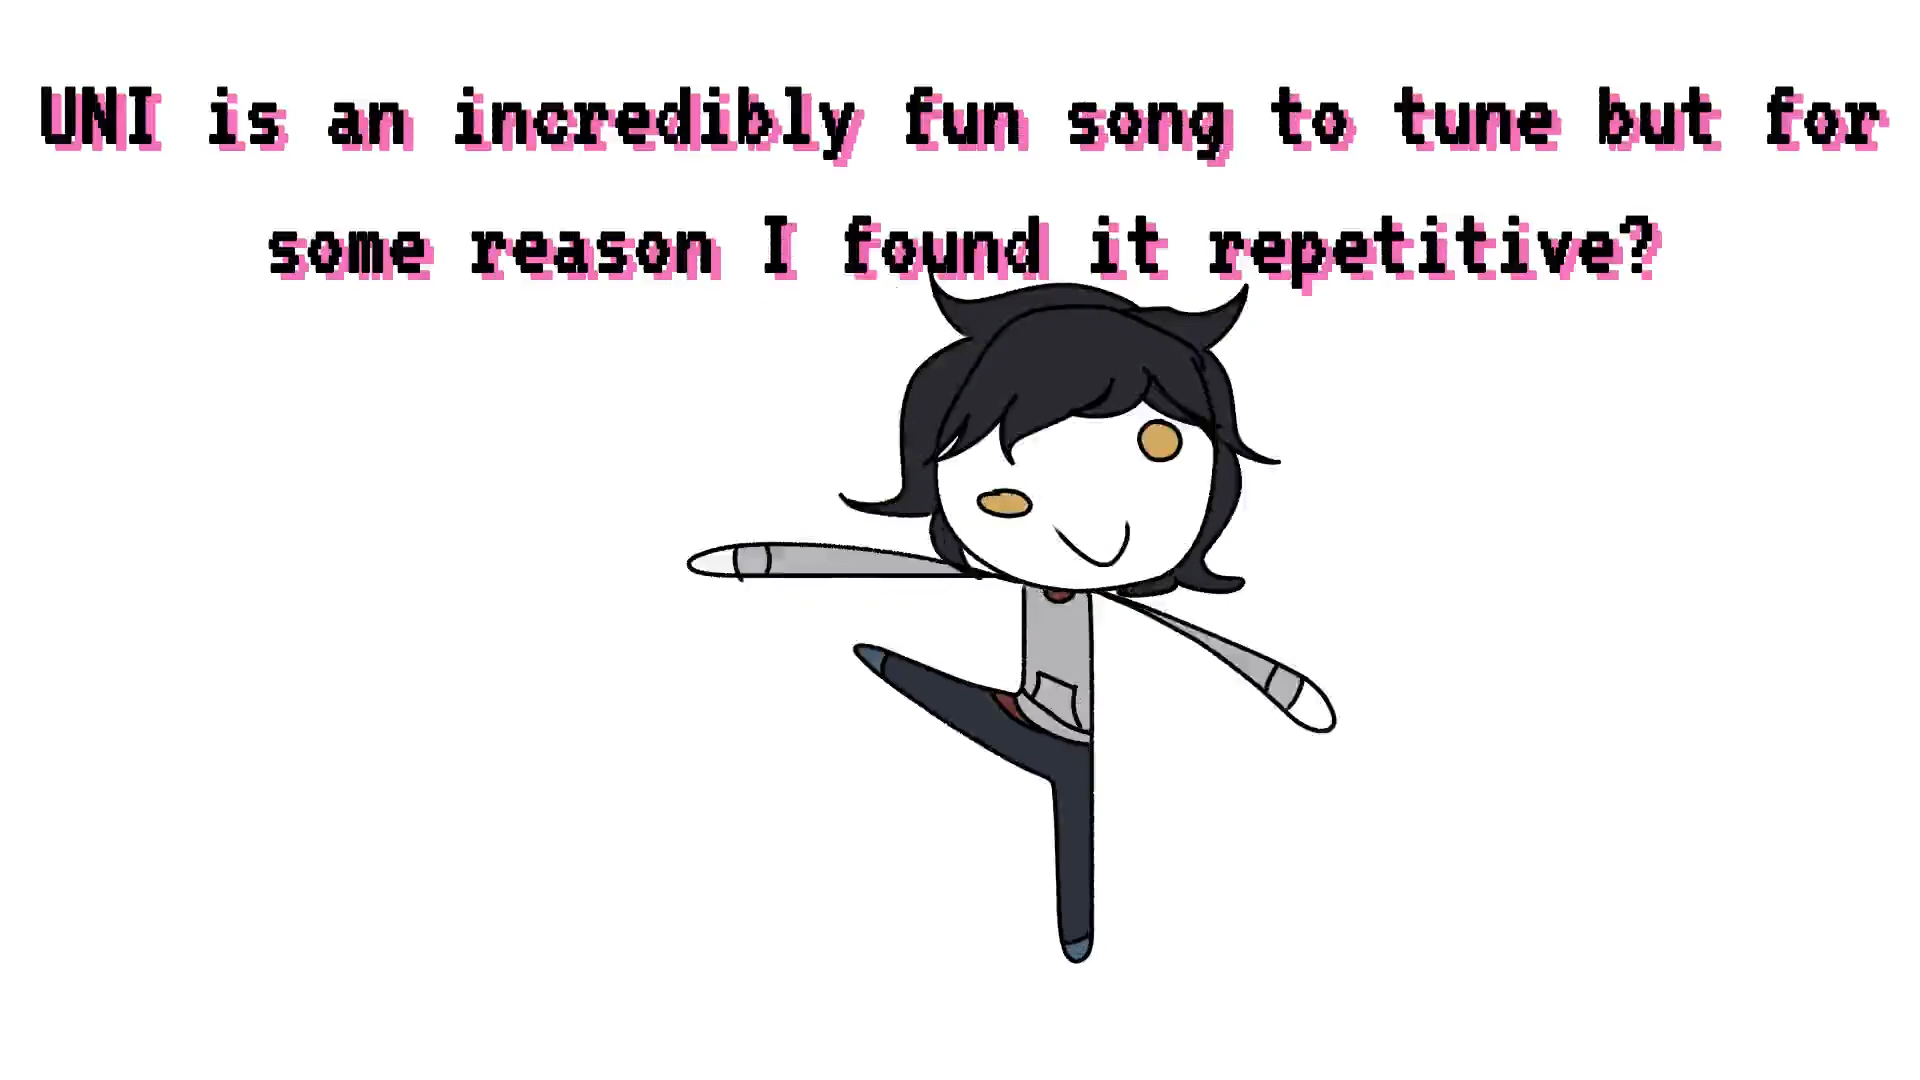 UNI is an incredibly fun song to tune but for
some reason I found it repetitive?